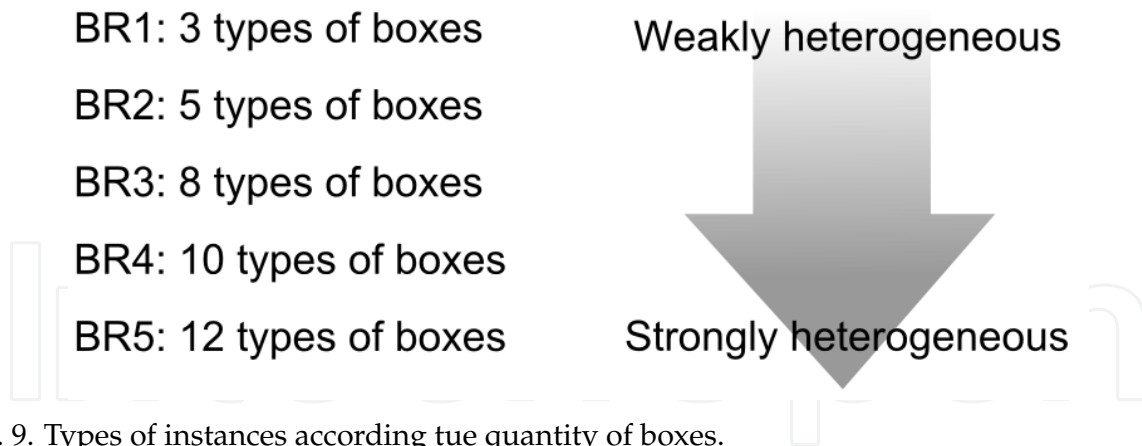 BR1: 3 types of boxes
Weakly heterogeneous
BR2: 5 types of boxes
BR3: 8 types of boxes
BR4: 10 types of boxes
BR5: 12 types of boxes
Strongly heterogeneous
. 9. Types of instances according tue quantity of boxes.